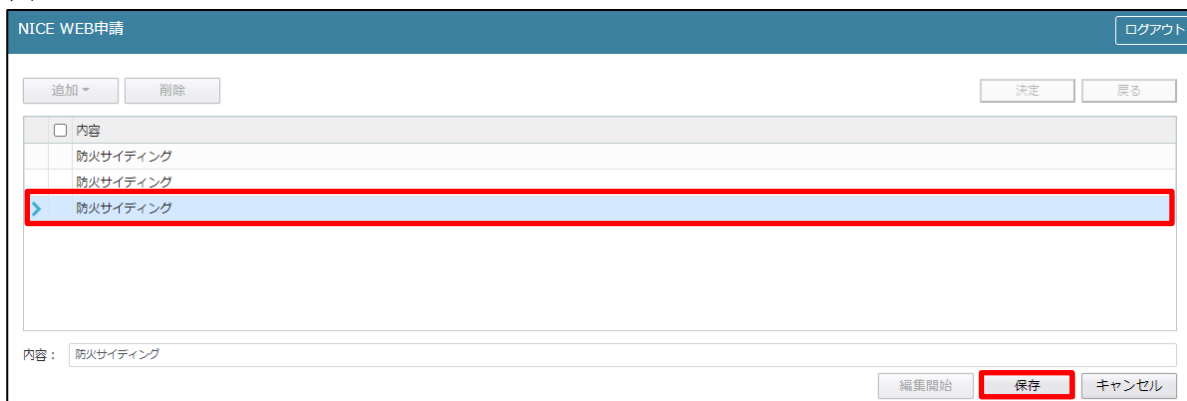 NICE WEB申請 ログアウト
追加 削除 決定 戻る
内容
防火サイディング
防火サイディング
防火サイディング
内容： 防火サイディング
編集開始 保存 キャンセル